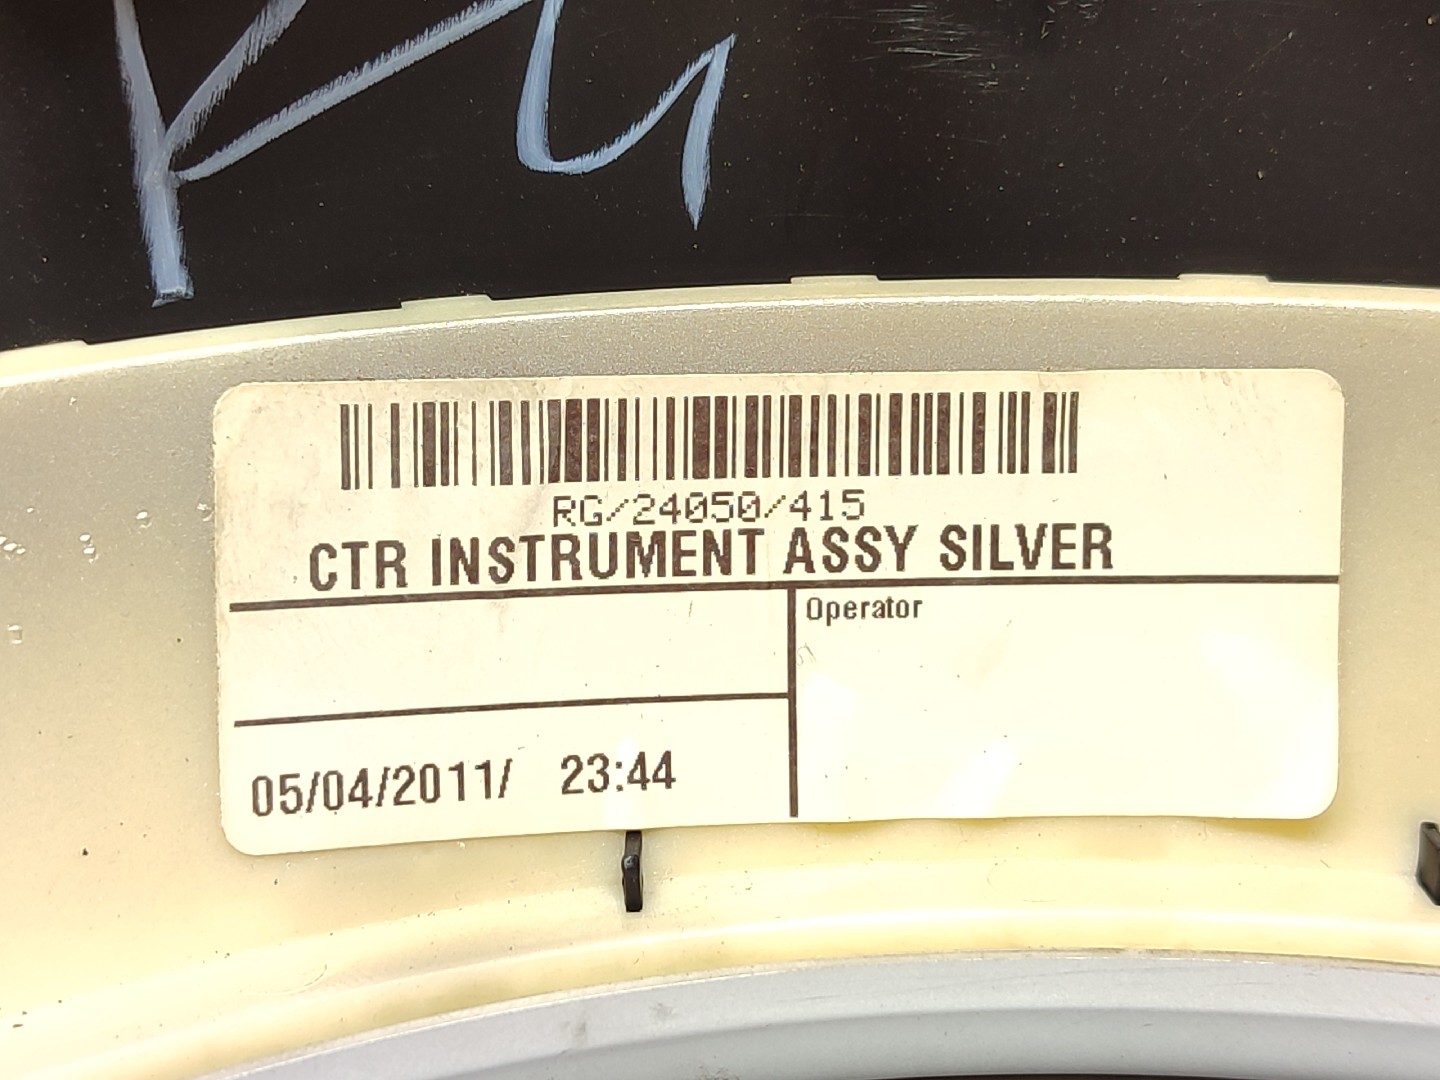 RG/24050/415
CTR INSTRUMENT ASSY SILVER
Operator
05/04/2011/ 23:44